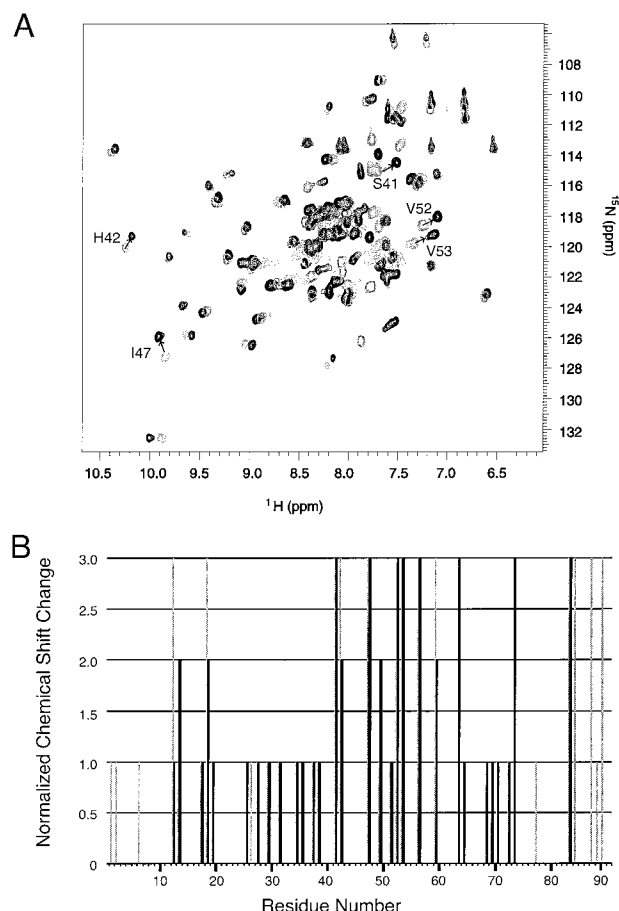 A
108
110
112
114
116
118
120
122
124
126
128
130
132
¹⁵N (ppm)
S41
V52
H42
V53
I47
10.5 10.0 9.5 9.0 8.5 8.0 7.5 7.0 6.5
¹H (ppm)
B
Normalized Chemical Shift Change
3.0
2.5
2.0
1.5
1.0
0.5
0
10 20 30 40 50 60 70 80 90
Residue Number